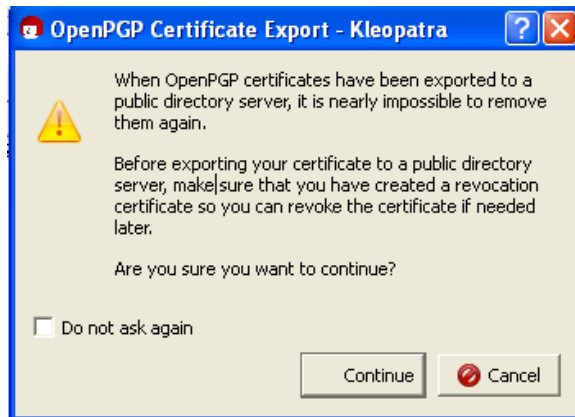 OpenPGP Certificate Export - Kleopatra
When OpenPGP certificates have been exported to a
public directory server, it is nearly impossible to remove
them again.
Before exporting your certificate to a public directory
server, make sure that you have created a revocation
certificate so you can revoke the certificate if needed
later.
Are you sure you want to continue?
Do not ask again
Continue
Cancel